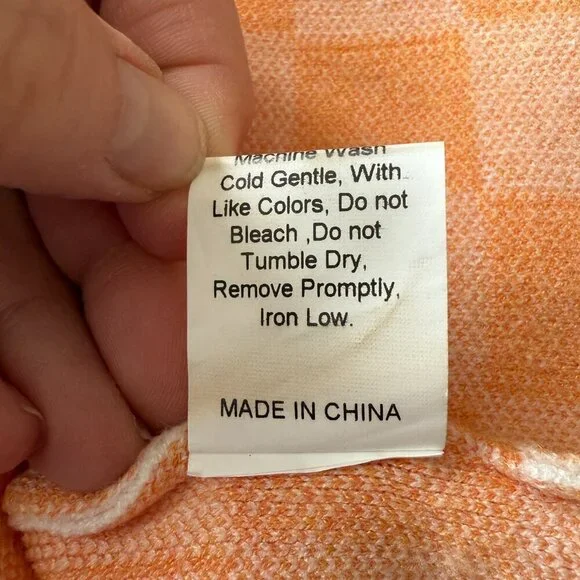 Machine Wash
Cold Gentle, With
Like Colors, Do not
Bleach ,Do not
Tumble Dry,
Remove Promptly,
Iron Low.
MADE IN CHINA